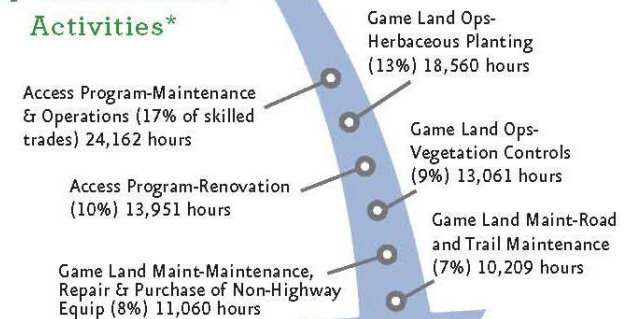 Activities*
Game Land Ops-
Herbaceous Planting
(13%) 18,560 hours
Access Program-Maintenance
& Operations (17% of skilled
trades) 24,162 hours
Game Land Ops-
Vegetation Controls
(9%) 13,061 hours
Access Program-Renovation
(10%) 13,951 hours
Game Land Maint-Road
and Trail Maintenance
(7%) 10,209 hours
Game Land Maint-Maintenance,
Repair & Purchase of Non-Highway
Equip (8%) 11,060 hours